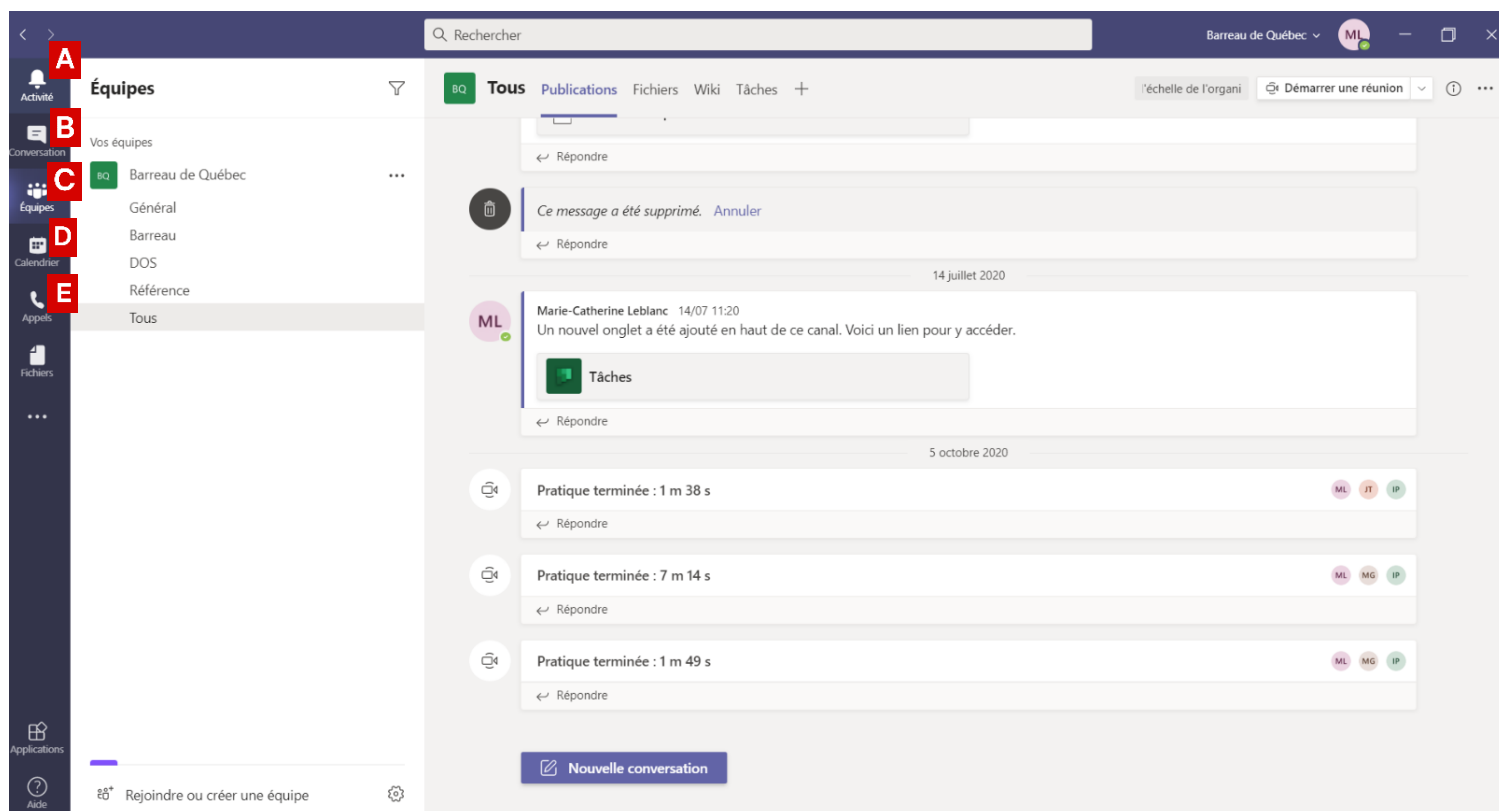 Rechercher
Barreau de Québec
ML
A
Activité
B
Conversation
C
Équipes
D
Calendrier
E
Appels
Fichiers
Applications
Aide
Équipes
Vos équipes
BQ Barreau de Québec
Général
Barreau
DOS
Référence
Tous
Rejoindre ou créer une équipe
BQ Tous Publications Fichiers Wiki Tâches
l'échelle de l'organi Démarrer une réunion
Répondre
Ce message a été supprimé. Annuler
Répondre
14 juillet 2020
ML
Marie-Catherine Leblanc 14/07 11:20
Un nouvel onglet a été ajouté en haut de ce canal. Voici un lien pour y accéder.
Tâches
Répondre
5 octobre 2020
Pratique terminée : 1 m 38 s ML JT IP
Répondre
Pratique terminée : 7 m 14 s ML MG IP
Répondre
Pratique terminée : 1 m 49 s ML MG IP
Répondre
Nouvelle conversation